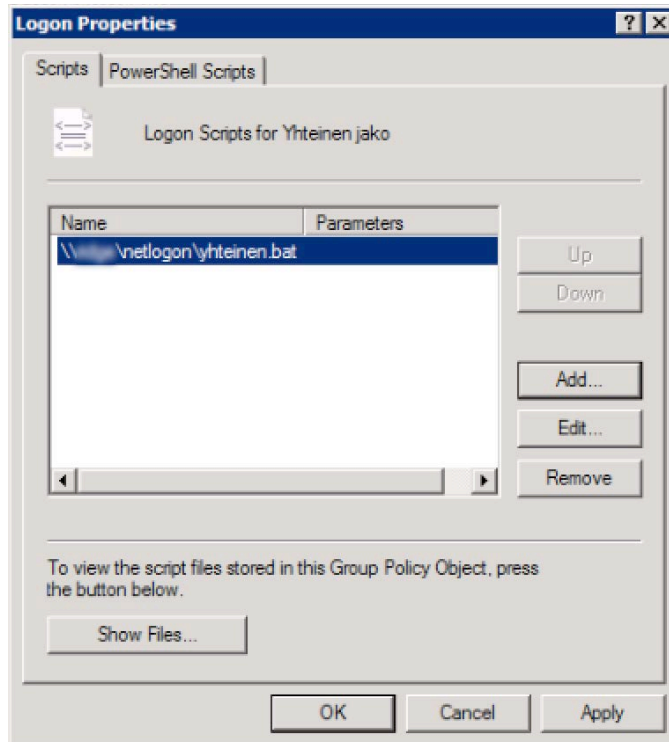 Logon Properties
Scripts
PowerShell Scripts
Logon Scripts for Yhteinen jako
Name
Parameters
\\ \netlogon\yhteinen.bat
Up
Down
Add...
Edit...
Remove
To view the script files stored in this Group Policy Object, press
the button below.
Show Files...
OK
Cancel
Apply